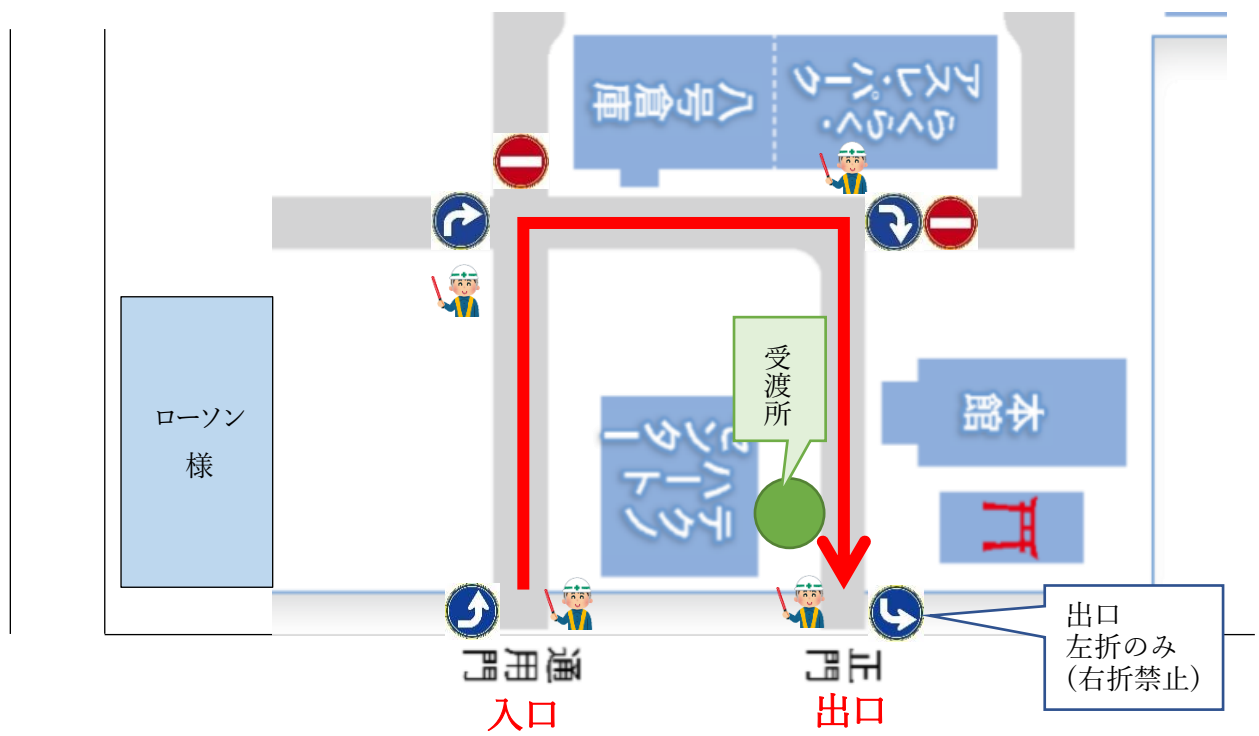 八号倉庫
らくらく・
アスレ・パーク
受渡所
ローソン
様
テクノ
ハート
センター
本館
出口
左折のみ
(右折禁止)
通用門
正門
入口
出口